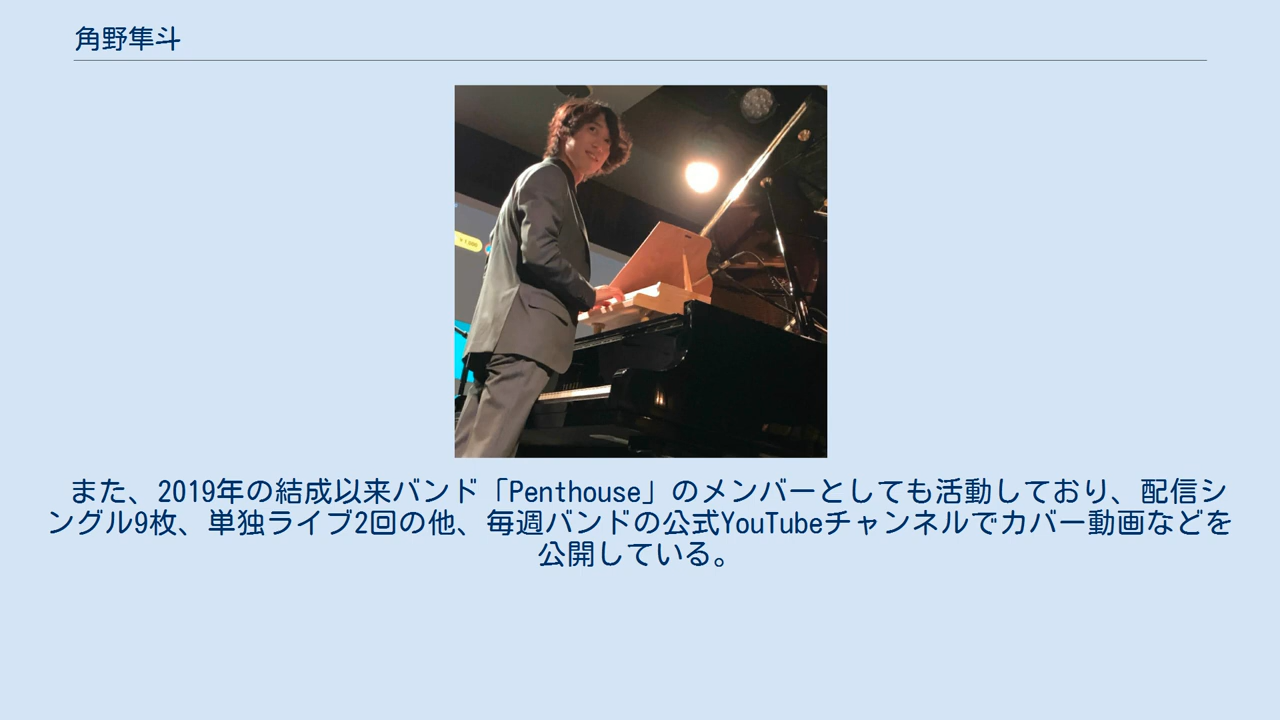 角野隼斗
また、2019年の結成以来バンド「Penthouse」のメンバーとしても活動しており、配信シ
ングル9枚、単独ライブ2回の他、毎週バンドの公式YouTubeチャンネルでカバー動画などを
公開している。